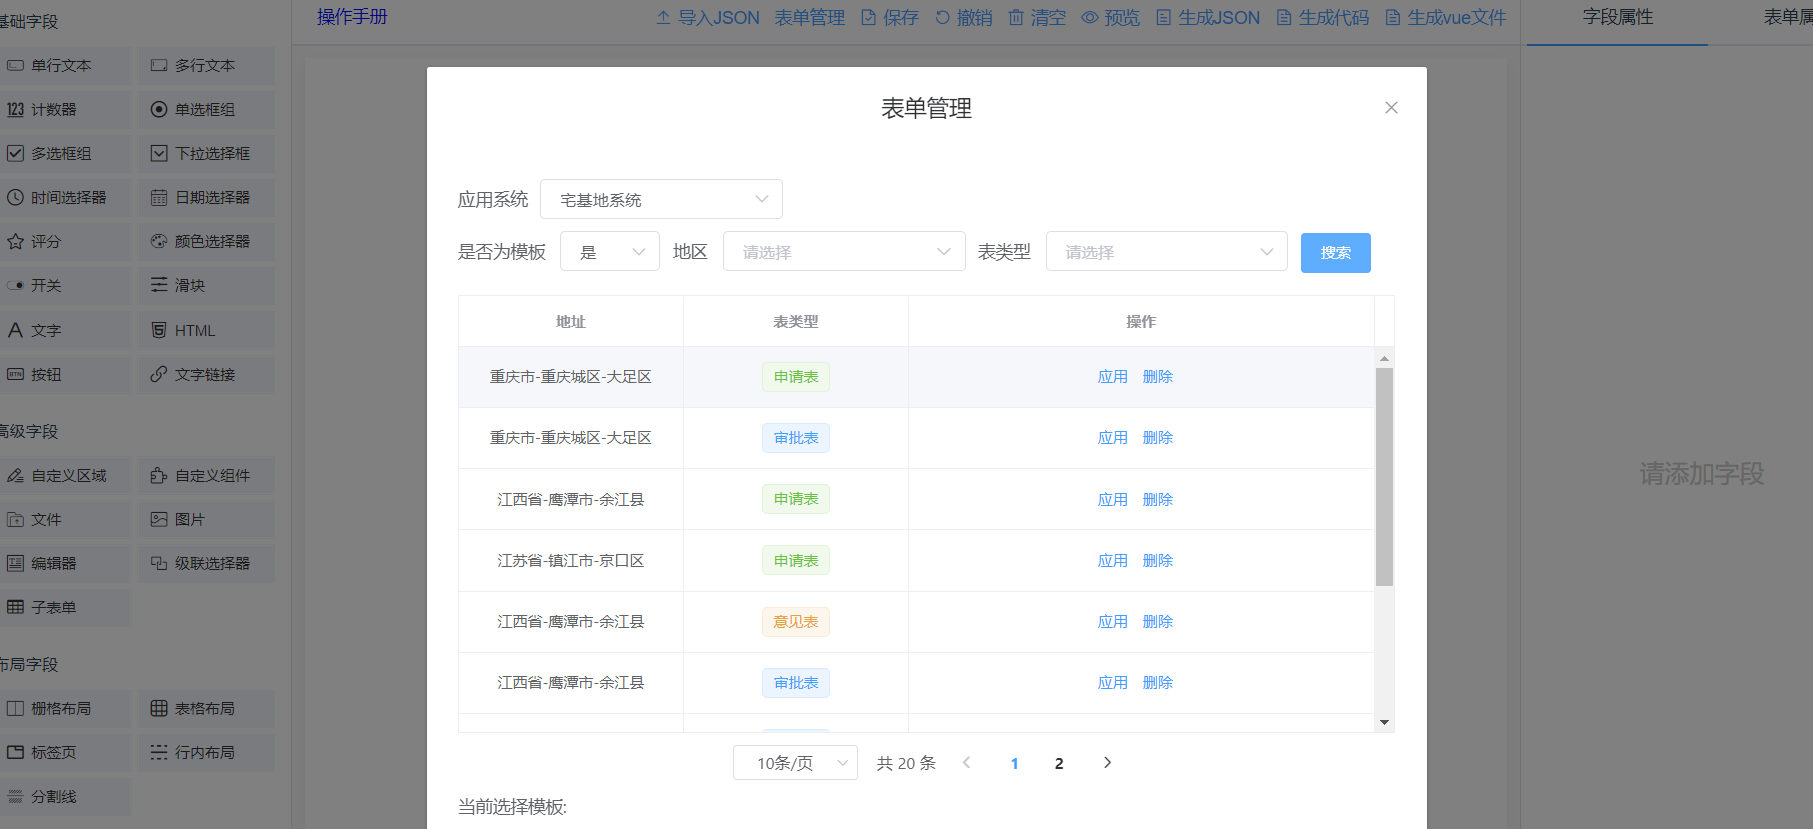 操作手册
导入JSON 表单管理 保存 撤销 清空 预览 生成JSON 生成代码 生成vue文件
字段属性 表单属
基础字段
单行文本 多行文本
123 计数器 单选框组
多选框组 下拉选择框
时间选择器 日期选择器
评分 颜色选择器
开关 滑块
文字 HTML
BTN 按钮 文字链接
高级字段
自定义区域 自定义组件
文件 图片
编辑器 级联选择器
子表单
布局字段
栅格布局 表格布局
标签页 行内布局
分割线
表单管理
应用系统 宅基地系统
是否为模板 是 地区 请选择 表类型 请选择 搜索
地址 表类型 操作
重庆市-重庆城区-大足区 申请表 应用 删除
重庆市-重庆城区-大足区 审批表 应用 删除
江西省-鹰潭市-余江县 申请表 应用 删除
江苏省-镇江市-京口区 申请表 应用 删除
江西省-鹰潭市-余江县 意见表 应用 删除
江西省-鹰潭市-余江县 审批表 应用 删除
10条/页 共 20 条 1 2
当前选择模板:
请添加字段